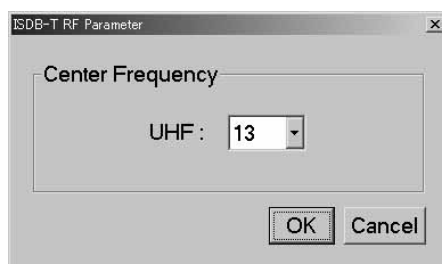 ISDB-T RF Parameter
Center Frequency
UHF : 13
OK Cancel